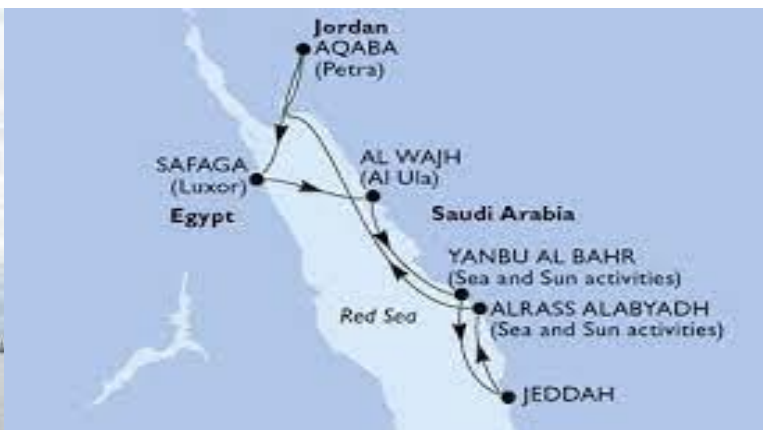 Jordan
AQABA
(Petra)
SAFAGA
(Luxor)
Egypt
AL WAJH
(Al Ula)
Saudi Arabia
YANBU AL BAHR
(Sea and Sun activities)
Red Sea
ALRASS ALABYADH
(Sea and Sun activities)
JEDDAH